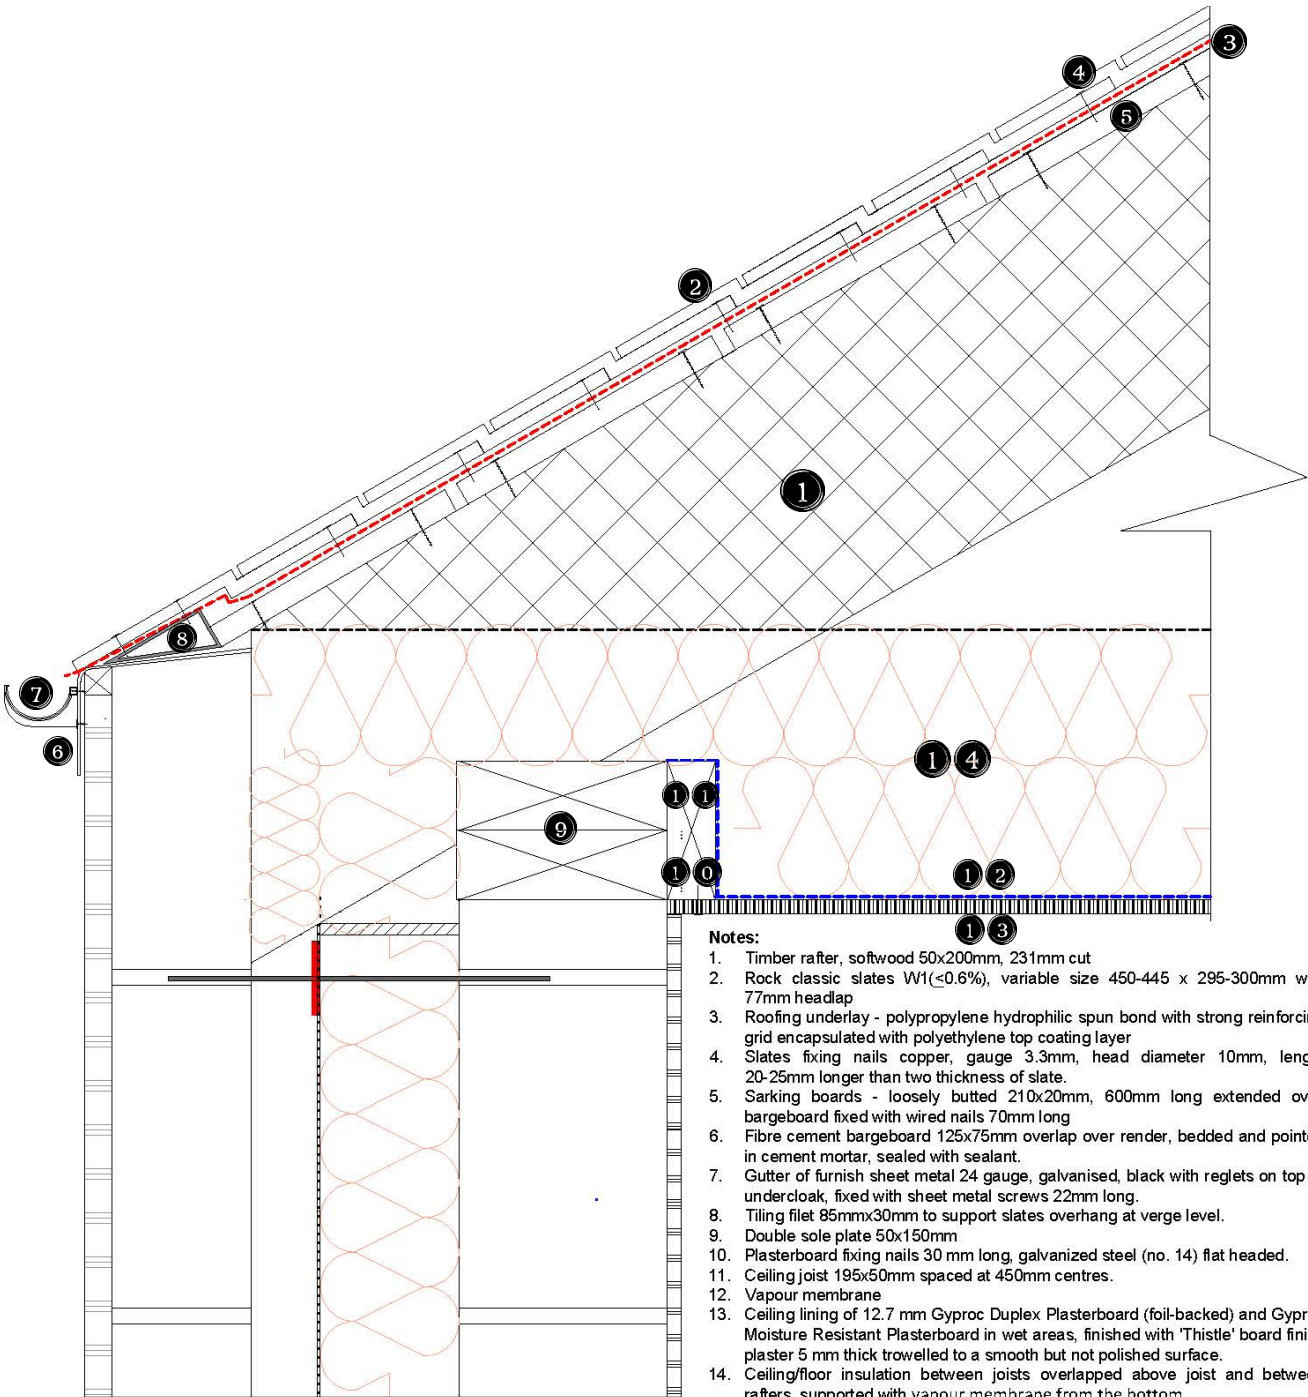 3
4
5
2
1
8
7
6
1 4
9
1 1
1 0
1 2
1 3
Notes:
1. Timber rafter, softwood 50x200mm, 231mm cut
2. Rock classic slates W1(≤0.6%), variable size 450-445 x 295-300mm w
77mm headlap
3. Roofing underlay - polypropylene hydrophilic spun bond with strong reinforci
grid encapsulated with polyethylene top coating layer
4. Slates fixing nails copper, gauge 3.3mm, head diameter 10mm, leng
20-25mm longer than two thickness of slate.
5. Sarking boards - loosely butted 210x20mm, 600mm long extended ov
bargeboard fixed with wired nails 70mm long
6. Fibre cement bargeboard 125x75mm overlap over render, bedded and point
in cement mortar, sealed with sealant.
7. Gutter of furnish sheet metal 24 gauge, galvanised, black with reglets on top
undercloak, fixed with sheet metal screws 22mm long.
8. Tiling filet 85mmx30mm to support slates overhang at verge level.
9. Double sole plate 50x150mm
10. Plasterboard fixing nails 30 mm long, galvanized steel (no. 14) flat headed.
11. Ceiling joist 195x50mm spaced at 450mm centres.
12. Vapour membrane
13. Ceiling lining of 12.7 mm Gyproc Duplex Plasterboard (foil-backed) and Gypr
Moisture Resistant Plasterboard in wet areas, finished with 'Thistle' board fini
plaster 5 mm thick trowelled to a smooth but not polished surface.
14. Ceiling/floor insulation between joists overlapped above joist and betwe
rafters, supported with vapour membrane from the bottom